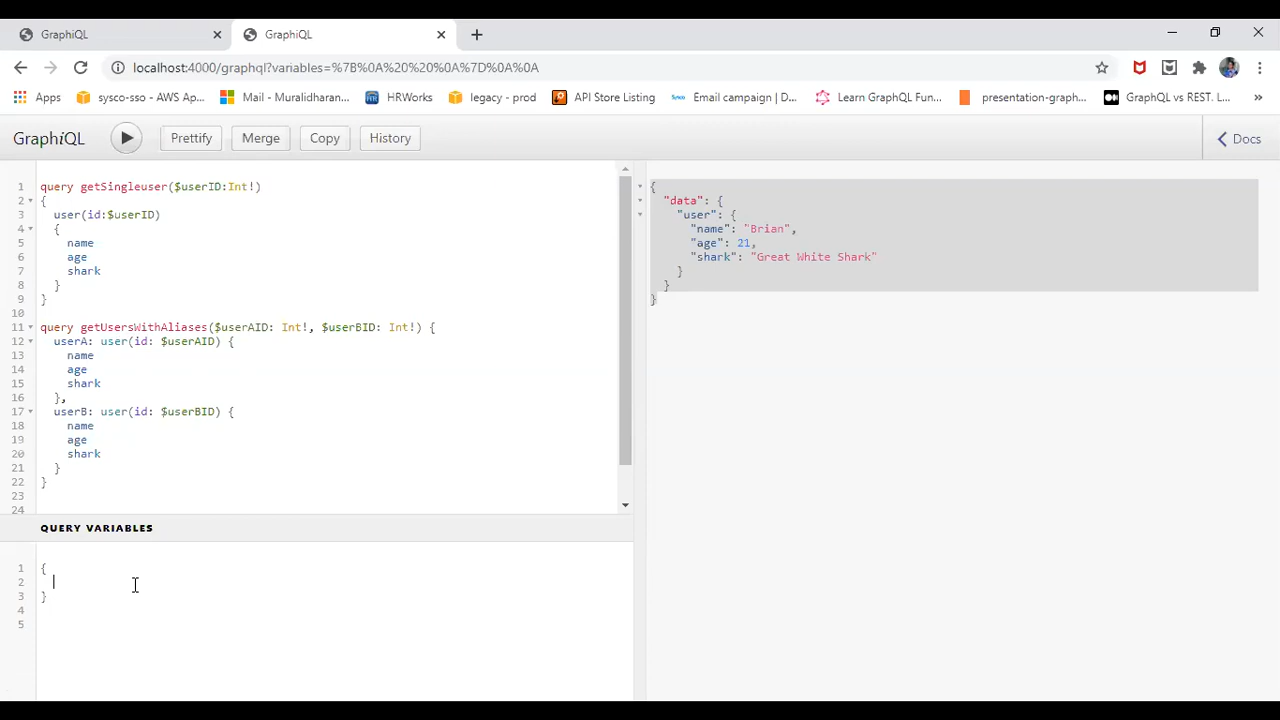 GraphiQL
GraphiQL
localhost:4000/graphql?variables=%7B%0A%20%20%0A%7D%0A%0A
Apps
sysco-sso - AWS Ap...
Mail - Muralidharan...
HRWorks
legacy - prod
API Store Listing
Email campaign | D...
Learn GraphQL Fun...
presentation-graph...
GraphQL vs REST. L...
»
GraphiQL
Prettify
Merge
Copy
History
Docs
1 query getSingleuser($userID:Int!)
2 {
3 user(id:$userID)
4 {
5 name
6 age
7 shark
8 }
9 }
10
11 query getUsersWithAliases($userAID: Int!, $userBID: Int!) {
12 userA: user(id: $userAID) {
13 name
14 age
15 shark
16 },
17 userB: user(id: $userBID) {
18 name
19 age
20 shark
21 }
22 }
23
24
QUERY VARIABLES
1 {
2
3 }
4
5
{
"data": {
"user": {
"name": "Brian",
"age": 21,
"shark": "Great White Shark"
}
}
}